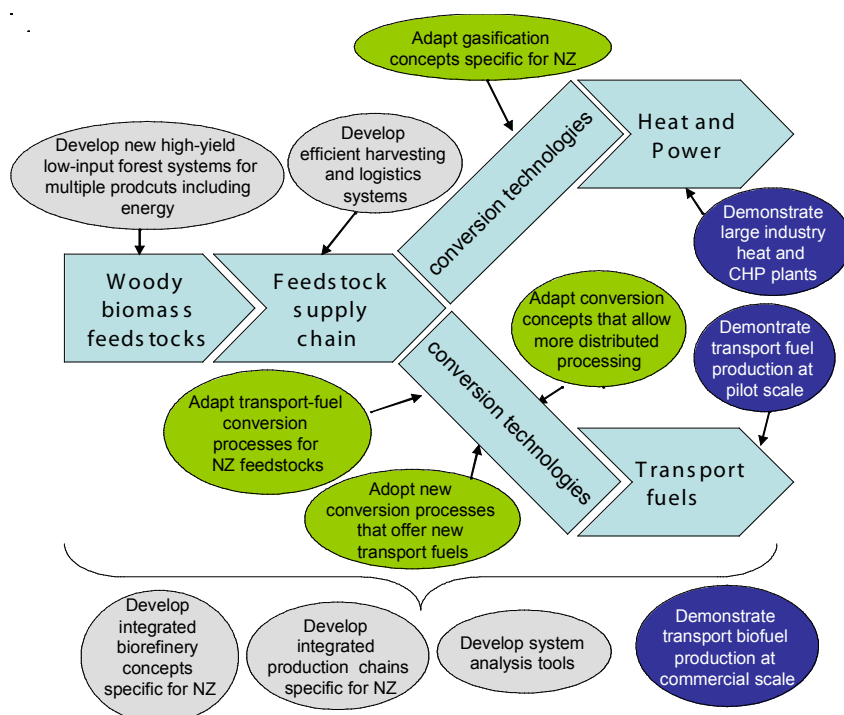 Adapt gasification
concepts specific for NZ
Develop new high-yield
low-input forest systems for
multiple prodcuts including
energy
Develop
efficient harvesting
and logistics
systems
conversion technologies
Heat and
Power
Demonstrate
large industry
heat and
CHP plants
Woody
biomass
feedstocks
Feedstock
supply
chain
Adapt conversion
concepts that allow
more distributed
processing
Demontrate
transport fuel
production at
pilot scale
Adapt transport-fuel
conversion
processes for
NZ feedstocks
conversion technologies
Adopt new
conversion processes
that offer new
transport fuels
Transport
fuels
Develop
integrated
biorefinery
concepts
specific for NZ
Develop
integrated
production chains
specific for NZ
Develop system
analysis tools
Demonstrate
transport biofuel
production at
commercial scale